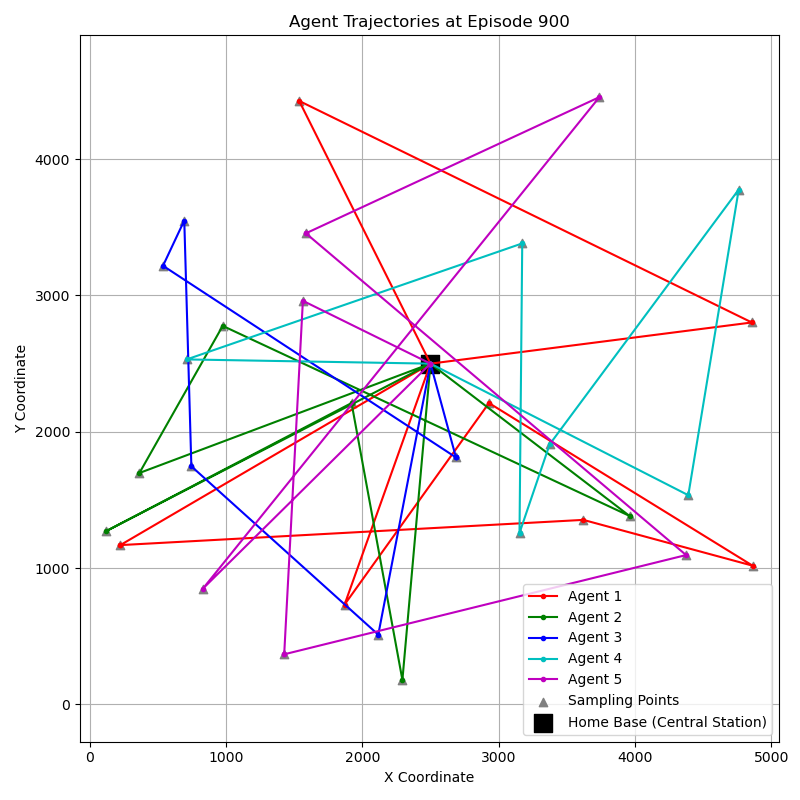 Agent Trajectories at Episode 900
Y Coordinate
4000
3000
2000
1000
0
0 1000 2000 3000 4000 5000
X Coordinate
Agent 1
Agent 2
Agent 3
Agent 4
Agent 5
Sampling Points
Home Base (Central Station)